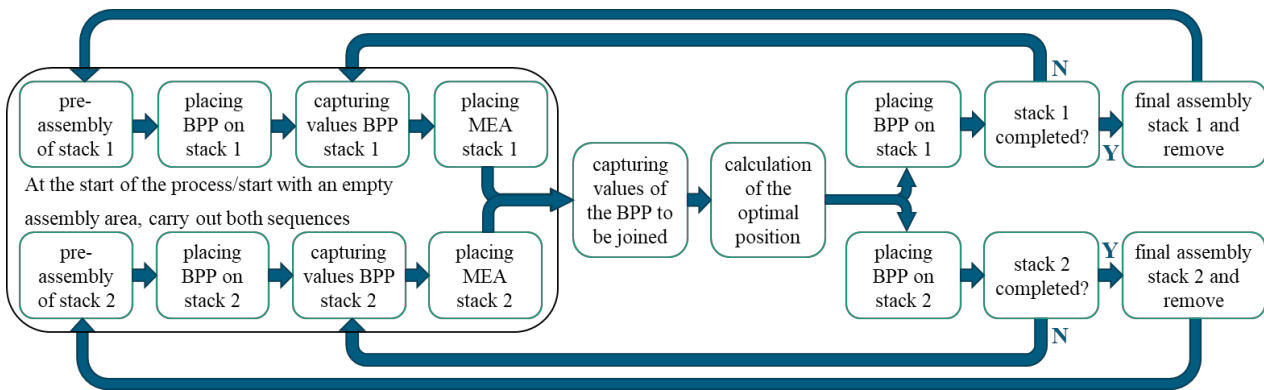 pre-
assembly
of stack 1
placing
BPP on
stack 1
capturing
values BPP
stack 1
placing
MEA
stack 1
At the start of the process/start with an empty
assembly area, carry out both sequences
pre-
assembly
of stack 2
placing
BPP on
stack 2
capturing
values BPP
stack 2
placing
MEA
stack 2
capturing
values of
the BPP to
be joined
calculation
of the
optimal
position
placing
BPP on
stack 1
stack 1
completed?
N
Y
final assembly
stack 1 and
remove
placing
BPP on
stack 2
stack 2
completed?
Y
N
final assembly
stack 2 and
remove